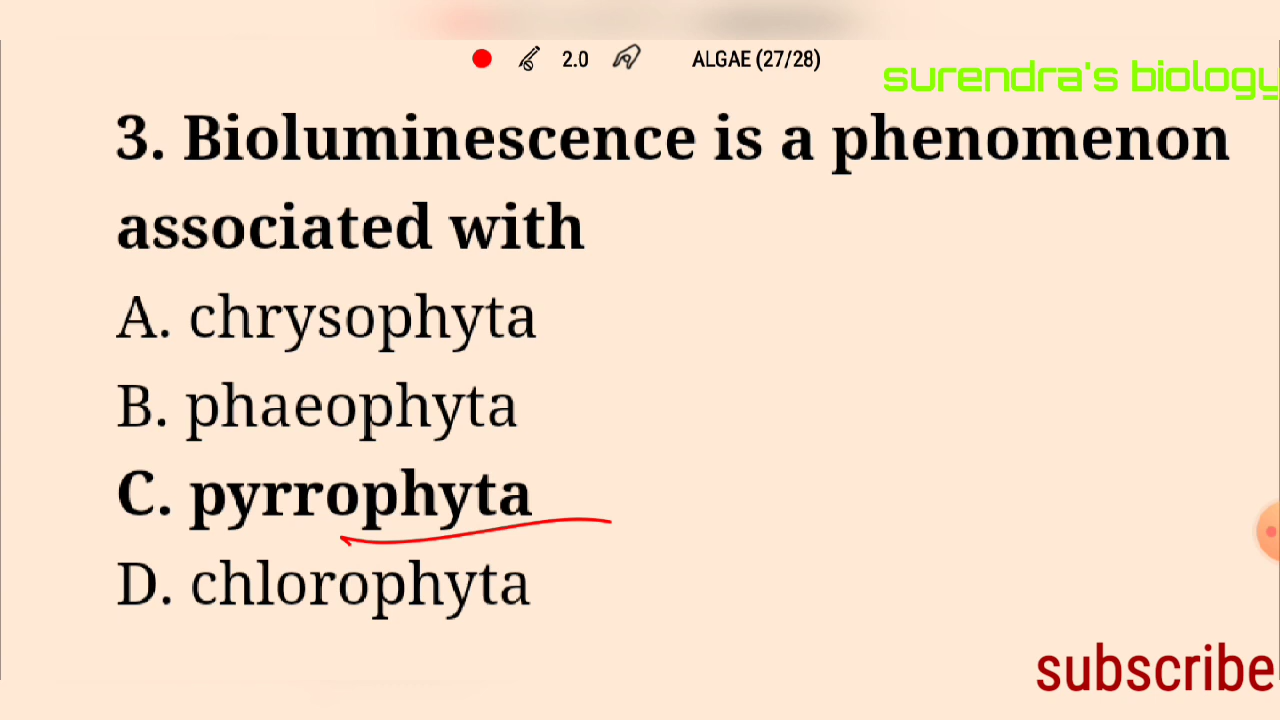 2.0 ALGAE (27/28)
surendra's biology
3. Bioluminescence is a phenomenon
associated with
A. chrysophyta
B. phaeophyta
C. pyrrophyta
D. chlorophyta
subscribe